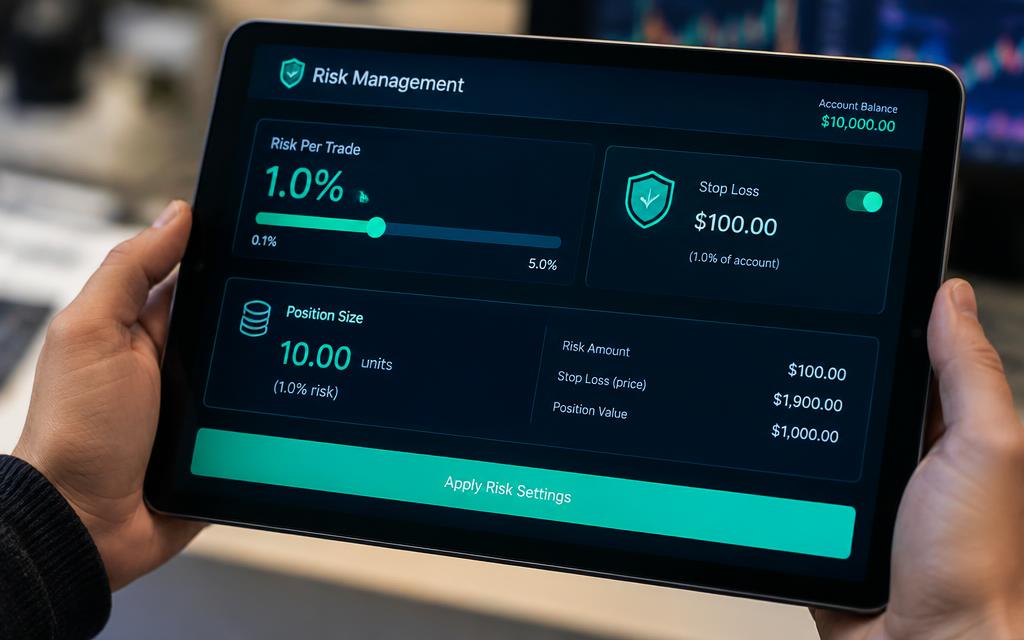 Risk Management
Account Balance
$10,000.00
Risk Per Trade
1.0%
0.1%
5.0%
Stop Loss
$100.00
(1.0% of account)
Position Size
10.00 units
(1.0% risk)
Risk Amount
$100.00
Stop Loss (price)
$1,900.00
Position Value
$1,000.00
Apply Risk Settings